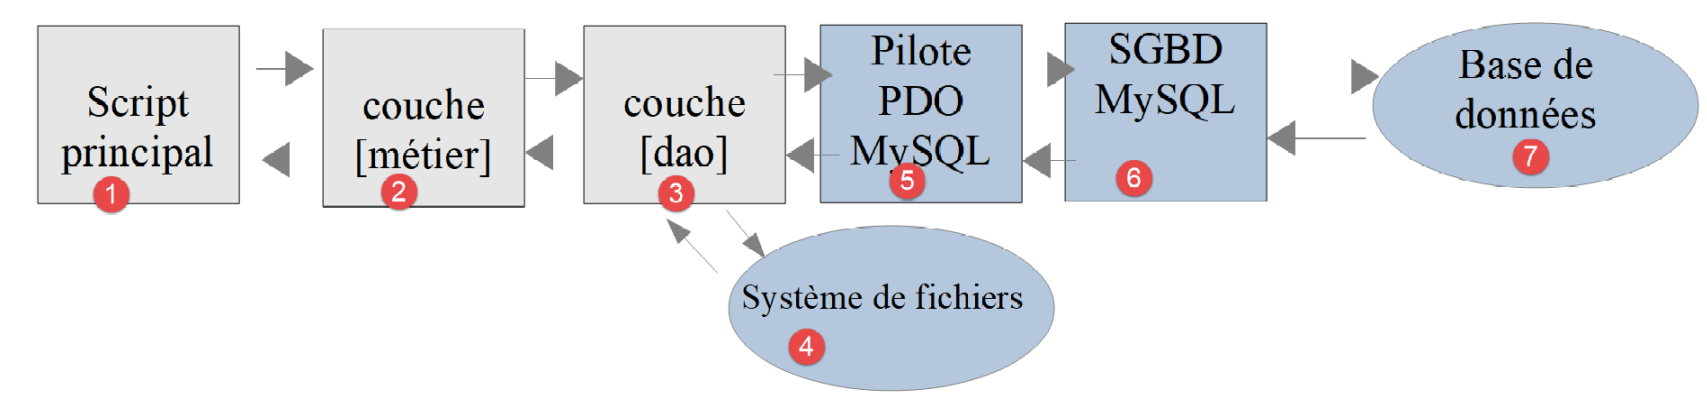 Script
principal
1
couche
[métier]
2
couche
[dao]
3
Pilote
PDO
MySQL
5
SGBD
MySQL
6
Base de
données
7
Système de fichiers
4